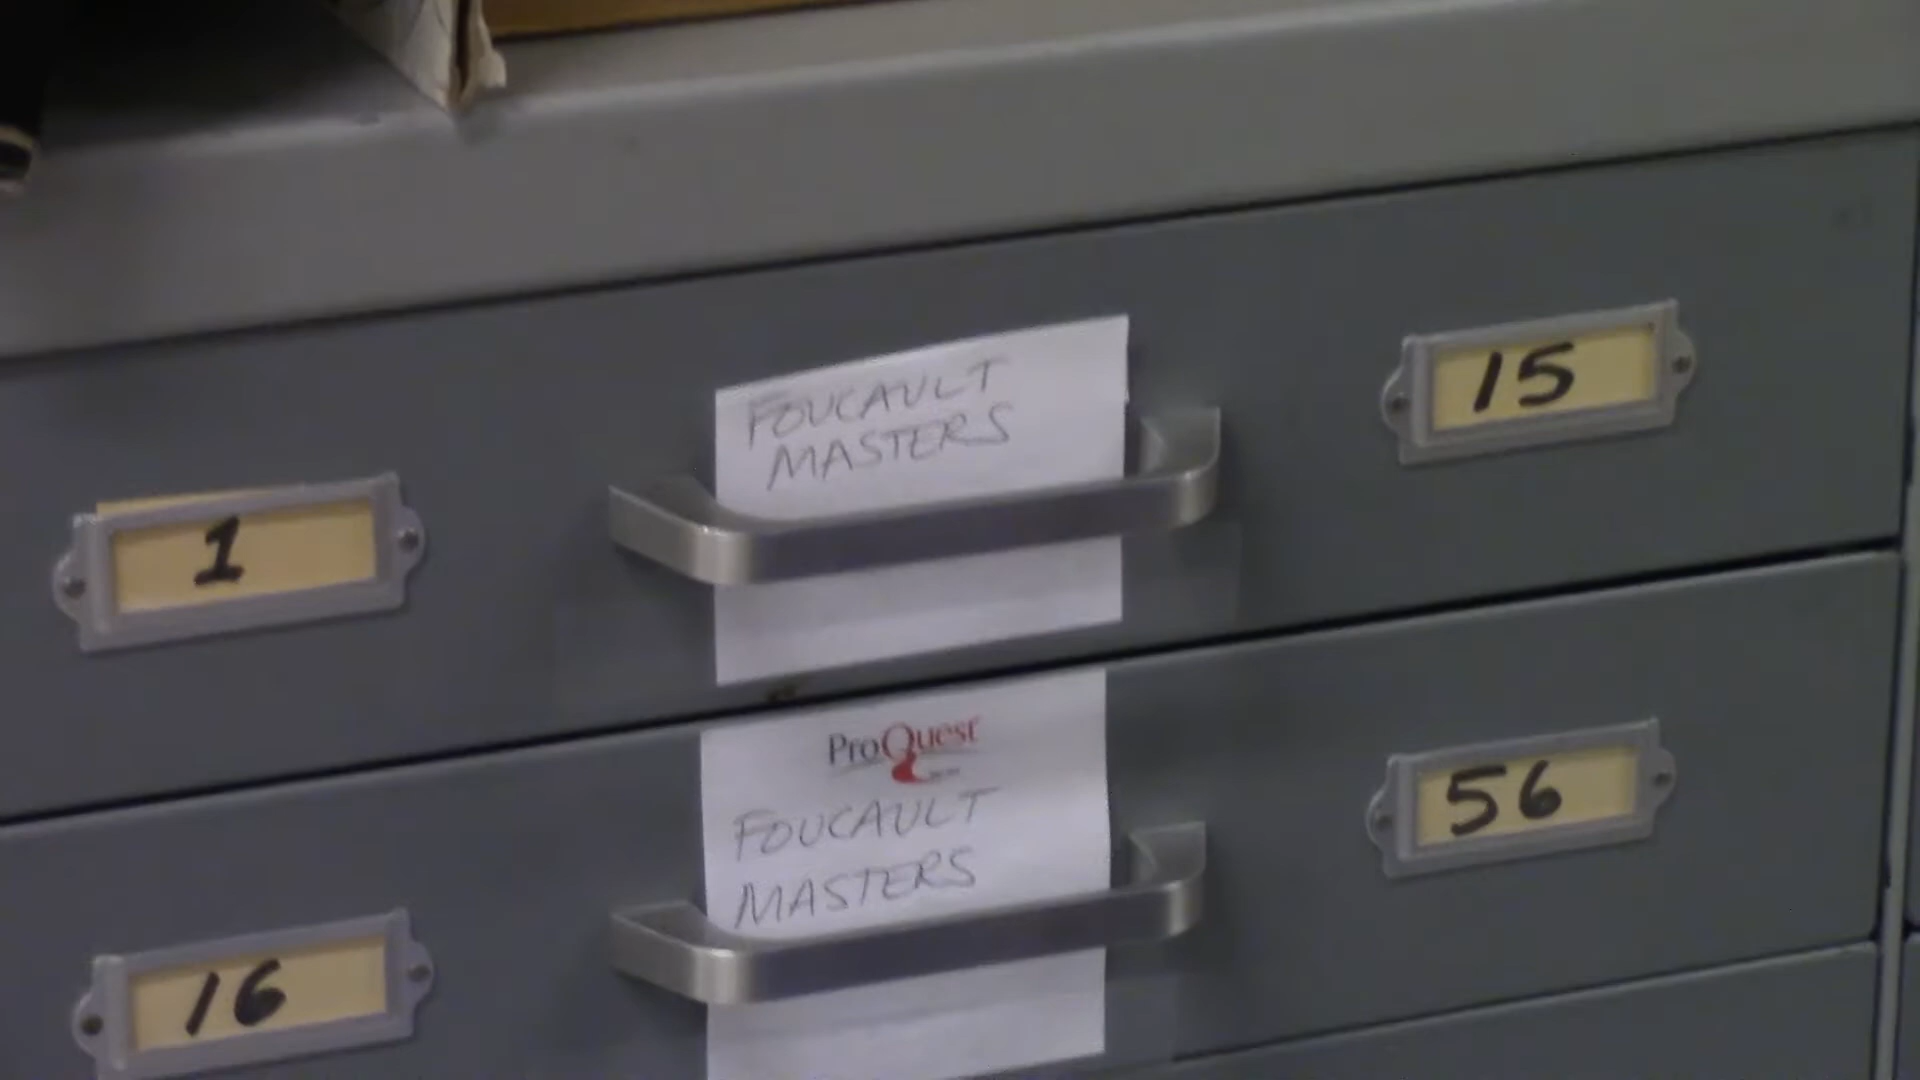 FOUCAULT
MASTERS
1
15
ProQuest
FOUCAULT
MASTERS
16
56